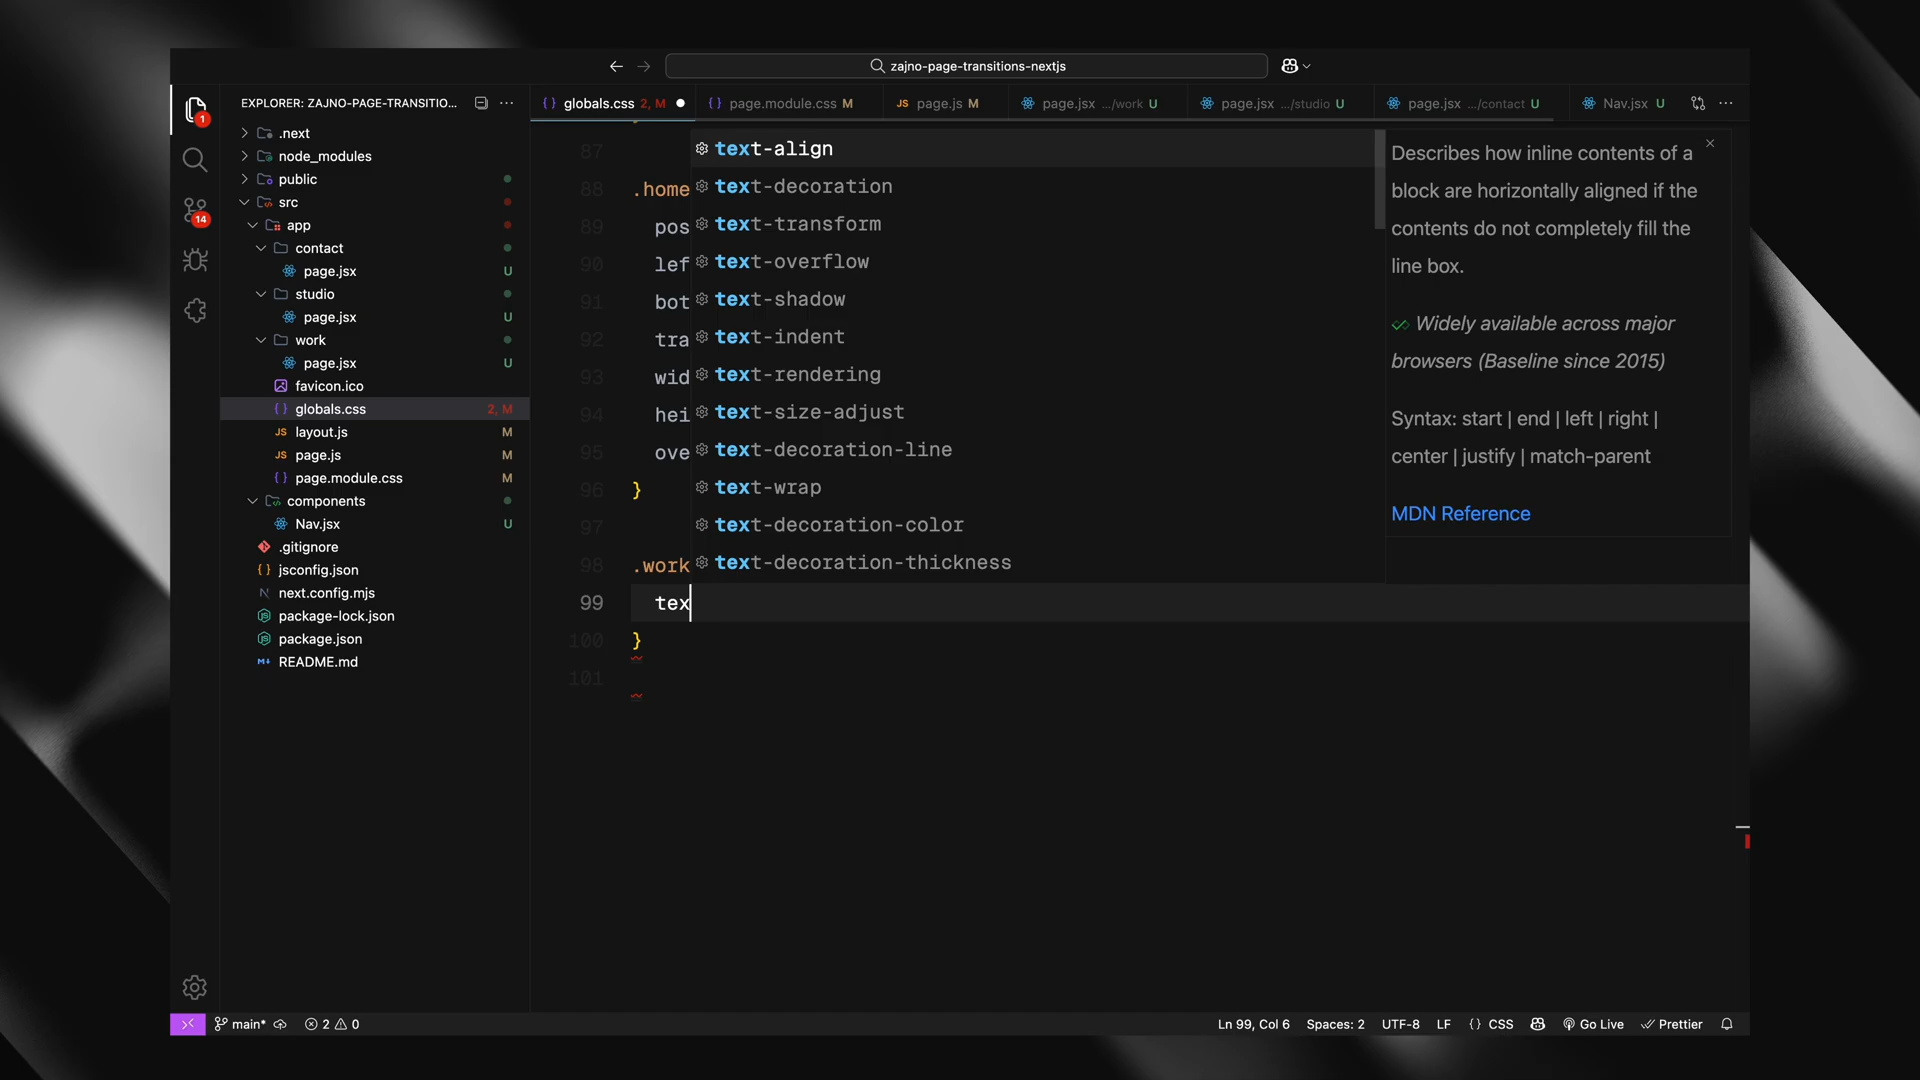 zajno-page-transitions-nextjs
EXPLORER: ZAJNO-PAGE-TRANSITIO...
.next
node_modules
public
src
app
contact
page.jsx U
studio
page.jsx U
work
page.jsx U
favicon.ico
globals.css 2, M
layout.js M
page.js M
page.module.css M
components
Nav.jsx U
.gitignore
jsconfig.json
next.config.mjs
package-lock.json
package.json
README.md
1
14
globals.css 2, M
page.module.css M
JS page.js M
page.jsx .../work U
page.jsx .../studio U
page.jsx .../contact U
Nav.jsx U
87
88 .home
89 pos
90 lef
91 bot
92 tra
93 wid
94 hei
95 ove
96 }
97
98 .work
99 tex
100 }
101
text-align
text-decoration
text-transform
text-overflow
text-shadow
text-indent
text-rendering
text-size-adjust
text-decoration-line
text-wrap
text-decoration-color
text-decoration-thickness
Describes how inline contents of a
block are horizontally aligned if the
contents do not completely fill the
line box.
Widely available across major
browsers (Baseline since 2015)
Syntax: start | end | left | right |
center | justify | match-parent
MDN Reference
main* 2 0
Ln 99, Col 6 Spaces: 2 UTF-8 LF {} CSS Go Live Prettier